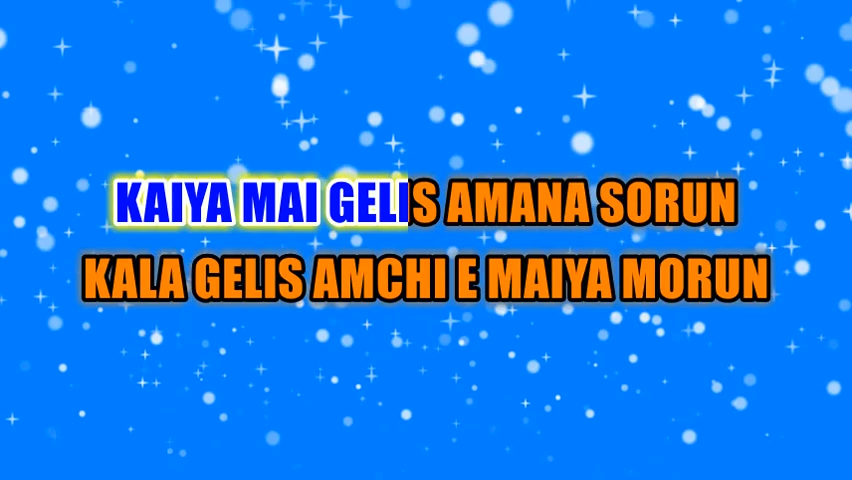 KAIYA MAI GELIS AMANA SORUN
KALA GELIS AMCHI E MAIYA MORUN